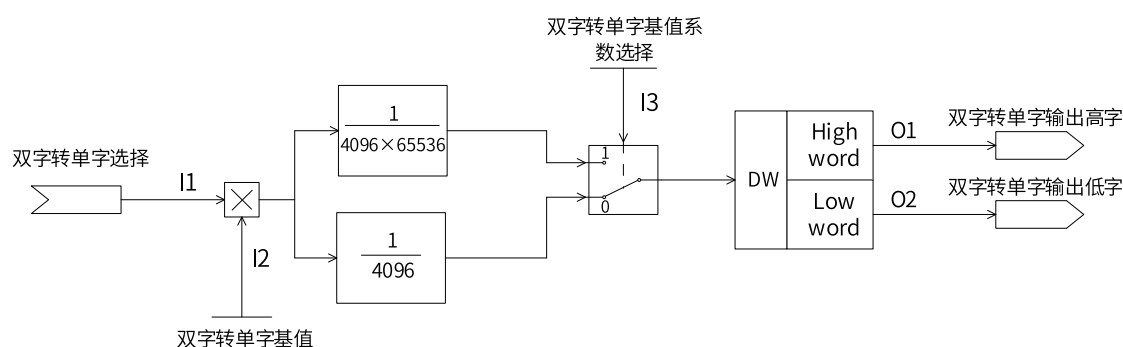 双字转单字基值系
数选择
I3
1
4096×65536
双字转单字选择
I1
I2
双字转单字基值
1
4096
1
0
DW
High
word
Low
word
O1
双字转单字输出高字
O2
双字转单字输出低字